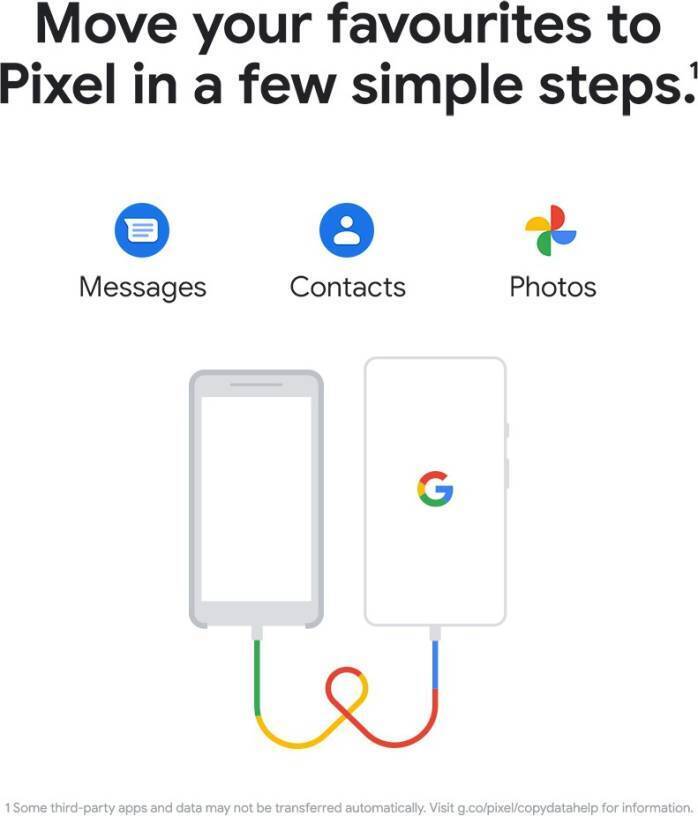 Move your favourites to
Pixel in a few simple steps.¹
Messages
Contacts
Photos
G
1 Some third-party apps and data may not be transferred automatically. Visit g.co/pixel/copydatahelp for information.